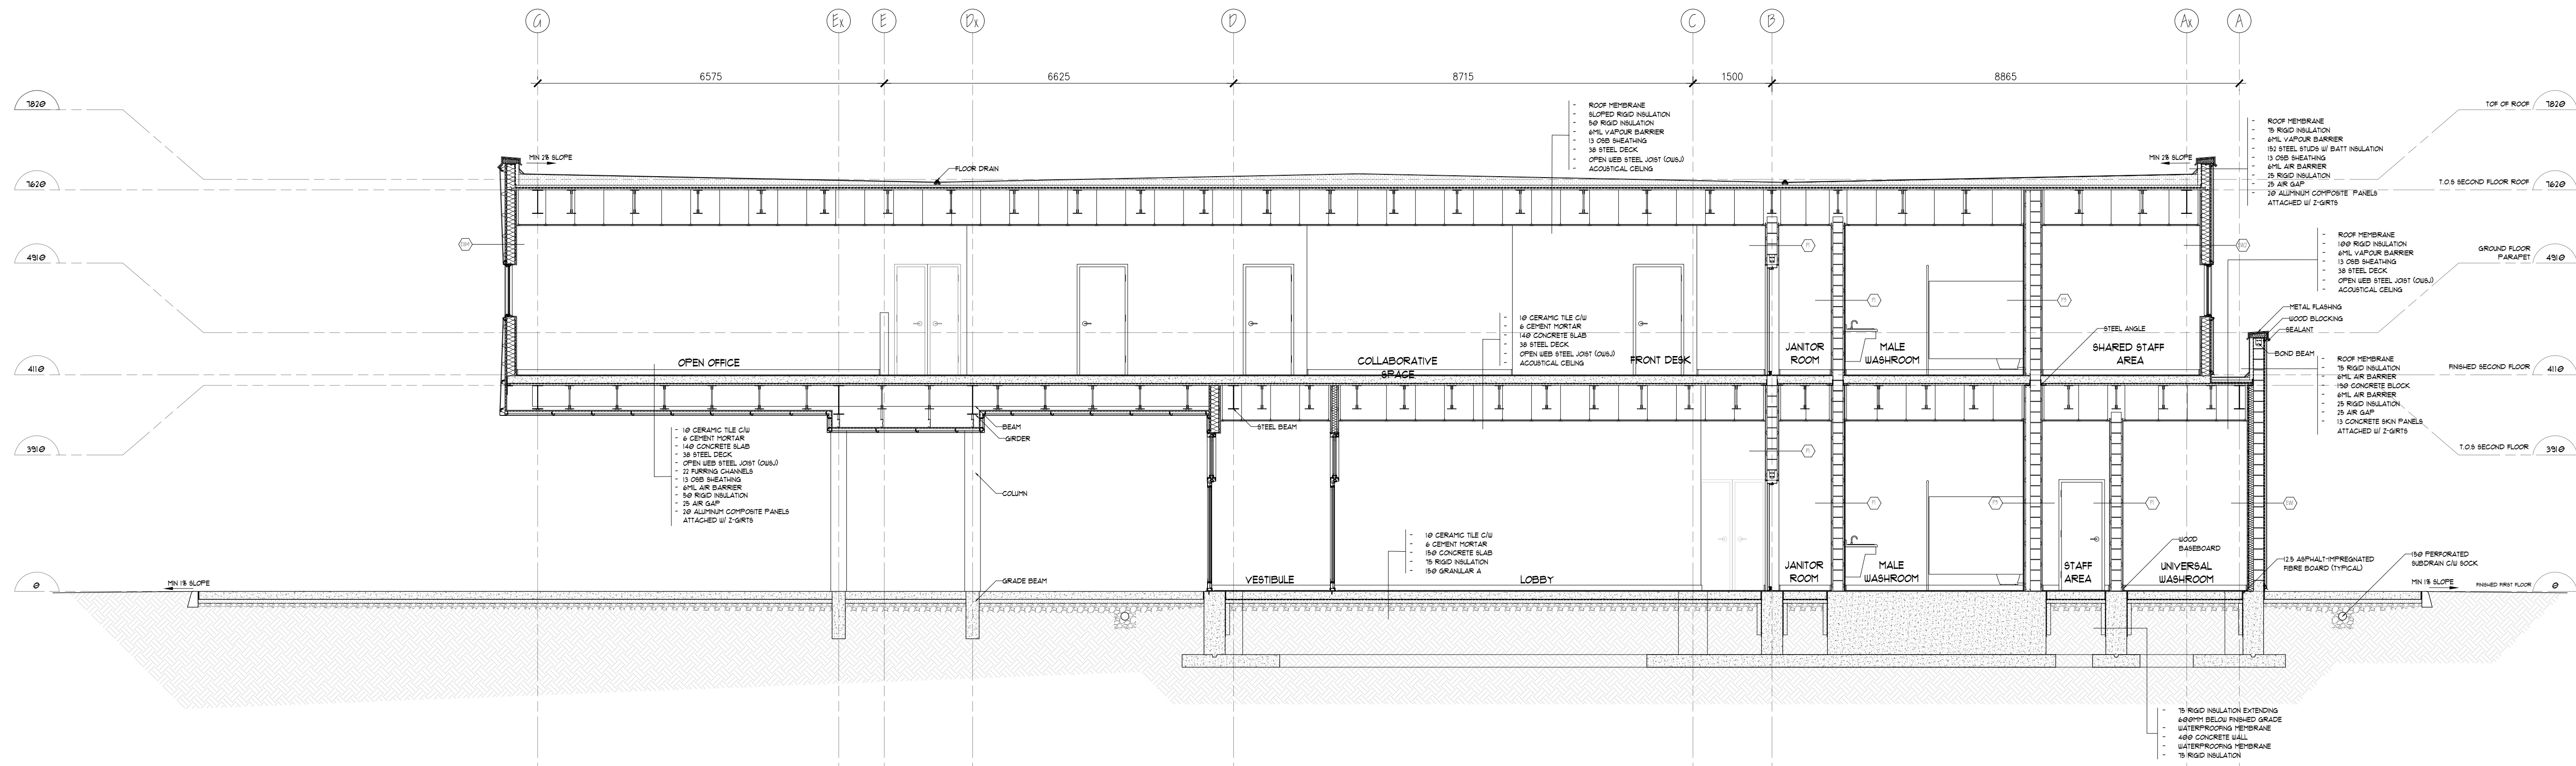 G Ex E Dx D C B Ax A
6575 6625 8715 1500 8865
7820
7620
4910
4110
3910
0
MIN 2% SLOPE
FLOOR DRAIN
- ROOF MEMBRANE
- SLOPED RIGID INSULATION
- 50 RIGID INSULATION
- 6MIL VAPOUR BARRIER
- 13 OSB SHEATHING
- 38 STEEL DECK
- OPEN WEB STEEL JOIST (OWSJ)
- ACOUSTICAL CEILING
MIN 2% SLOPE
TOP OF ROOF 7820
- ROOF MEMBRANE
- 75 RIGID INSULATION
- 6MIL VAPOUR BARRIER
- 152 STEEL STUDS W/ BATT INSULATION
- 13 OSB SHEATHING
- 6MIL AIR BARRIER
- 25 RIGID INSULATION
- 25 AIR GAP
- 20 ALUMINUM COMPOSITE PANELS
ATTACHED W/ Z-GIRTS
T.O.S SECOND FLOOR ROOF 7620
- ROOF MEMBRANE
- 100 RIGID INSULATION
- 6MIL VAPOUR BARRIER
- 13 OSB SHEATHING
- 38 STEEL DECK
- OPEN WEB STEEL JOIST (OWSJ)
- ACOUSTICAL CEILING
GROUND FLOOR
PARAPET 4910
METAL FLASHING
WOOD BLOCKING
SEALANT
BOND BEAM
- ROOF MEMBRANE
- 75 RIGID INSULATION
- 6MIL AIR BARRIER
- 190 CONCRETE BLOCK
- 6MIL AIR BARRIER
- 25 RIGID INSULATION
- 25 AIR GAP
- 13 CONCRETE SKIN PANELS
ATTACHED W/ Z-GIRTS
FINISHED SECOND FLOOR 4110
T.O.S SECOND FLOOR 3910
OPEN OFFICE
COLLABORATIVE
SPACE
- 10 CERAMIC TILE C/W
- 6 CEMENT MORTAR
- 140 CONCRETE SLAB
- 38 STEEL DECK
- OPEN WEB STEEL JOIST (OWSJ)
- ACOUSTICAL CEILING
FRONT DESK
JANITOR
ROOM
MALE
WASHROOM
STEEL ANGLE
SHARED STAFF
AREA
- 10 CERAMIC TILE C/W
- 6 CEMENT MORTAR
- 140 CONCRETE SLAB
- 38 STEEL DECK
- OPEN WEB STEEL JOIST (OWSJ)
- 22 FURRING CHANNELS
- 13 OSB SHEATHING
- 6MIL AIR BARRIER
- 50 RIGID INSULATION
- 25 AIR GAP
- 20 ALUMINUM COMPOSITE PANELS
ATTACHED W/ Z-GIRTS
BEAM
GIRDER
COLUMN
GRADE BEAM
STEEL BEAM
- 10 CERAMIC TILE C/W
- 6 CEMENT MORTAR
- 150 CONCRETE SLAB
- 75 RIGID INSULATION
- 150 GRANULAR A
VESTIBULE
LOBBY
JANITOR
ROOM
MALE
WASHROOM
STAFF
AREA
WOOD
BASEBOARD
UNIVERSAL
WASHROOM
12.5 ASPHALT-IMPREGNATED
FIBRE BOARD (TYPICAL)
150 PERFORATED
SUBDRAIN C/W SOCK
MIN 1% SLOPE
MIN 1% SLOPE
FINISHED FIRST FLOOR 0
- 75 RIGID INSULATION EXTENDING
- 600MM BELOW FINISHED GRADE
- WATERPROOFING MEMBRANE
- 400 CONCRETE WALL
- WATERPROOFING MEMBRANE
- 75 RIGID INSULATION